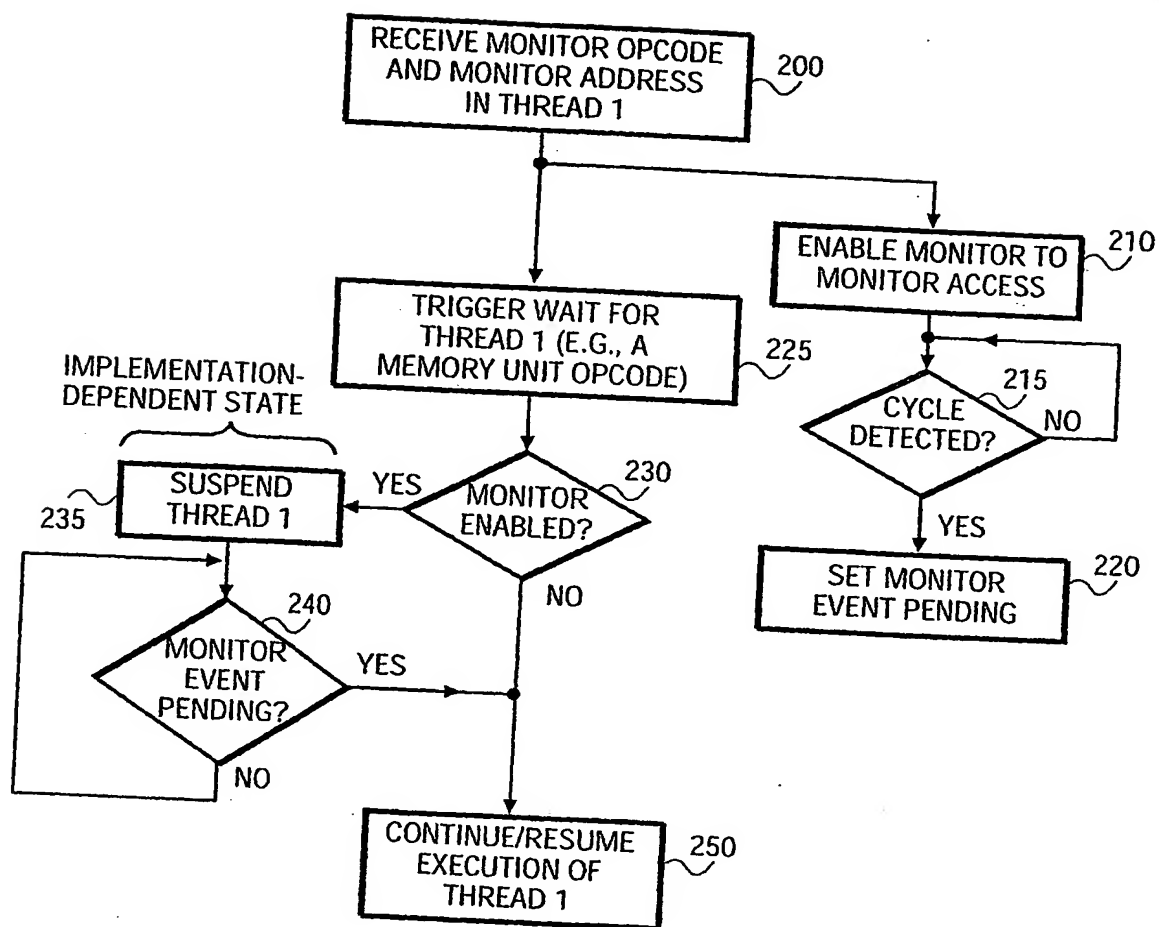 RECEIVE MONITOR OPCODE
AND MONITOR ADDRESS
IN THREAD 1
200
ENABLE MONITOR TO
MONITOR ACCESS
210
TRIGGER WAIT FOR
THREAD 1 (E.G., A
MEMORY UNIT OPCODE)
225
CYCLE
DETECTED?
215
NO
YES
SET MONITOR
EVENT PENDING
220
IMPLEMENTATION-
DEPENDENT STATE
MONITOR
ENABLED?
230
YES
NO
SUSPEND
THREAD 1
235
MONITOR
EVENT
PENDING?
240
YES
NO
CONTINUE/RESUME
EXECUTION OF
THREAD 1
250